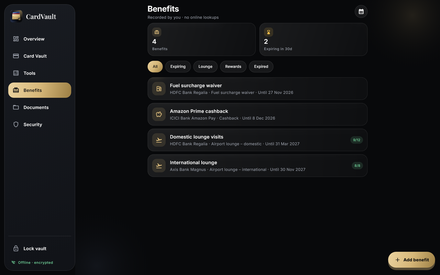 CardVault
Overview
Card Vault
Tools
Benefits
Documents
Security
Lock vault
Offline · encrypted
Benefits
Recorded by you · no online lookups
4
Benefits
2
Expiring in 30d
All
Expiring
Lounge
Rewards
Expired
Fuel surcharge waiver
HDFC Bank Regalia · Fuel surcharge waiver · Until 27 Nov 2026
Amazon Prime cashback
ICICI Bank Amazon Pay · Cashback · Until 6 Dec 2026
Domestic lounge visits
HDFC Bank Regalia · Airport lounge – domestic · Until 31 Mar 2027
International lounge
Axis Bank Magnus · Airport lounge – international · Until 30 Nov 2027
Add benefit